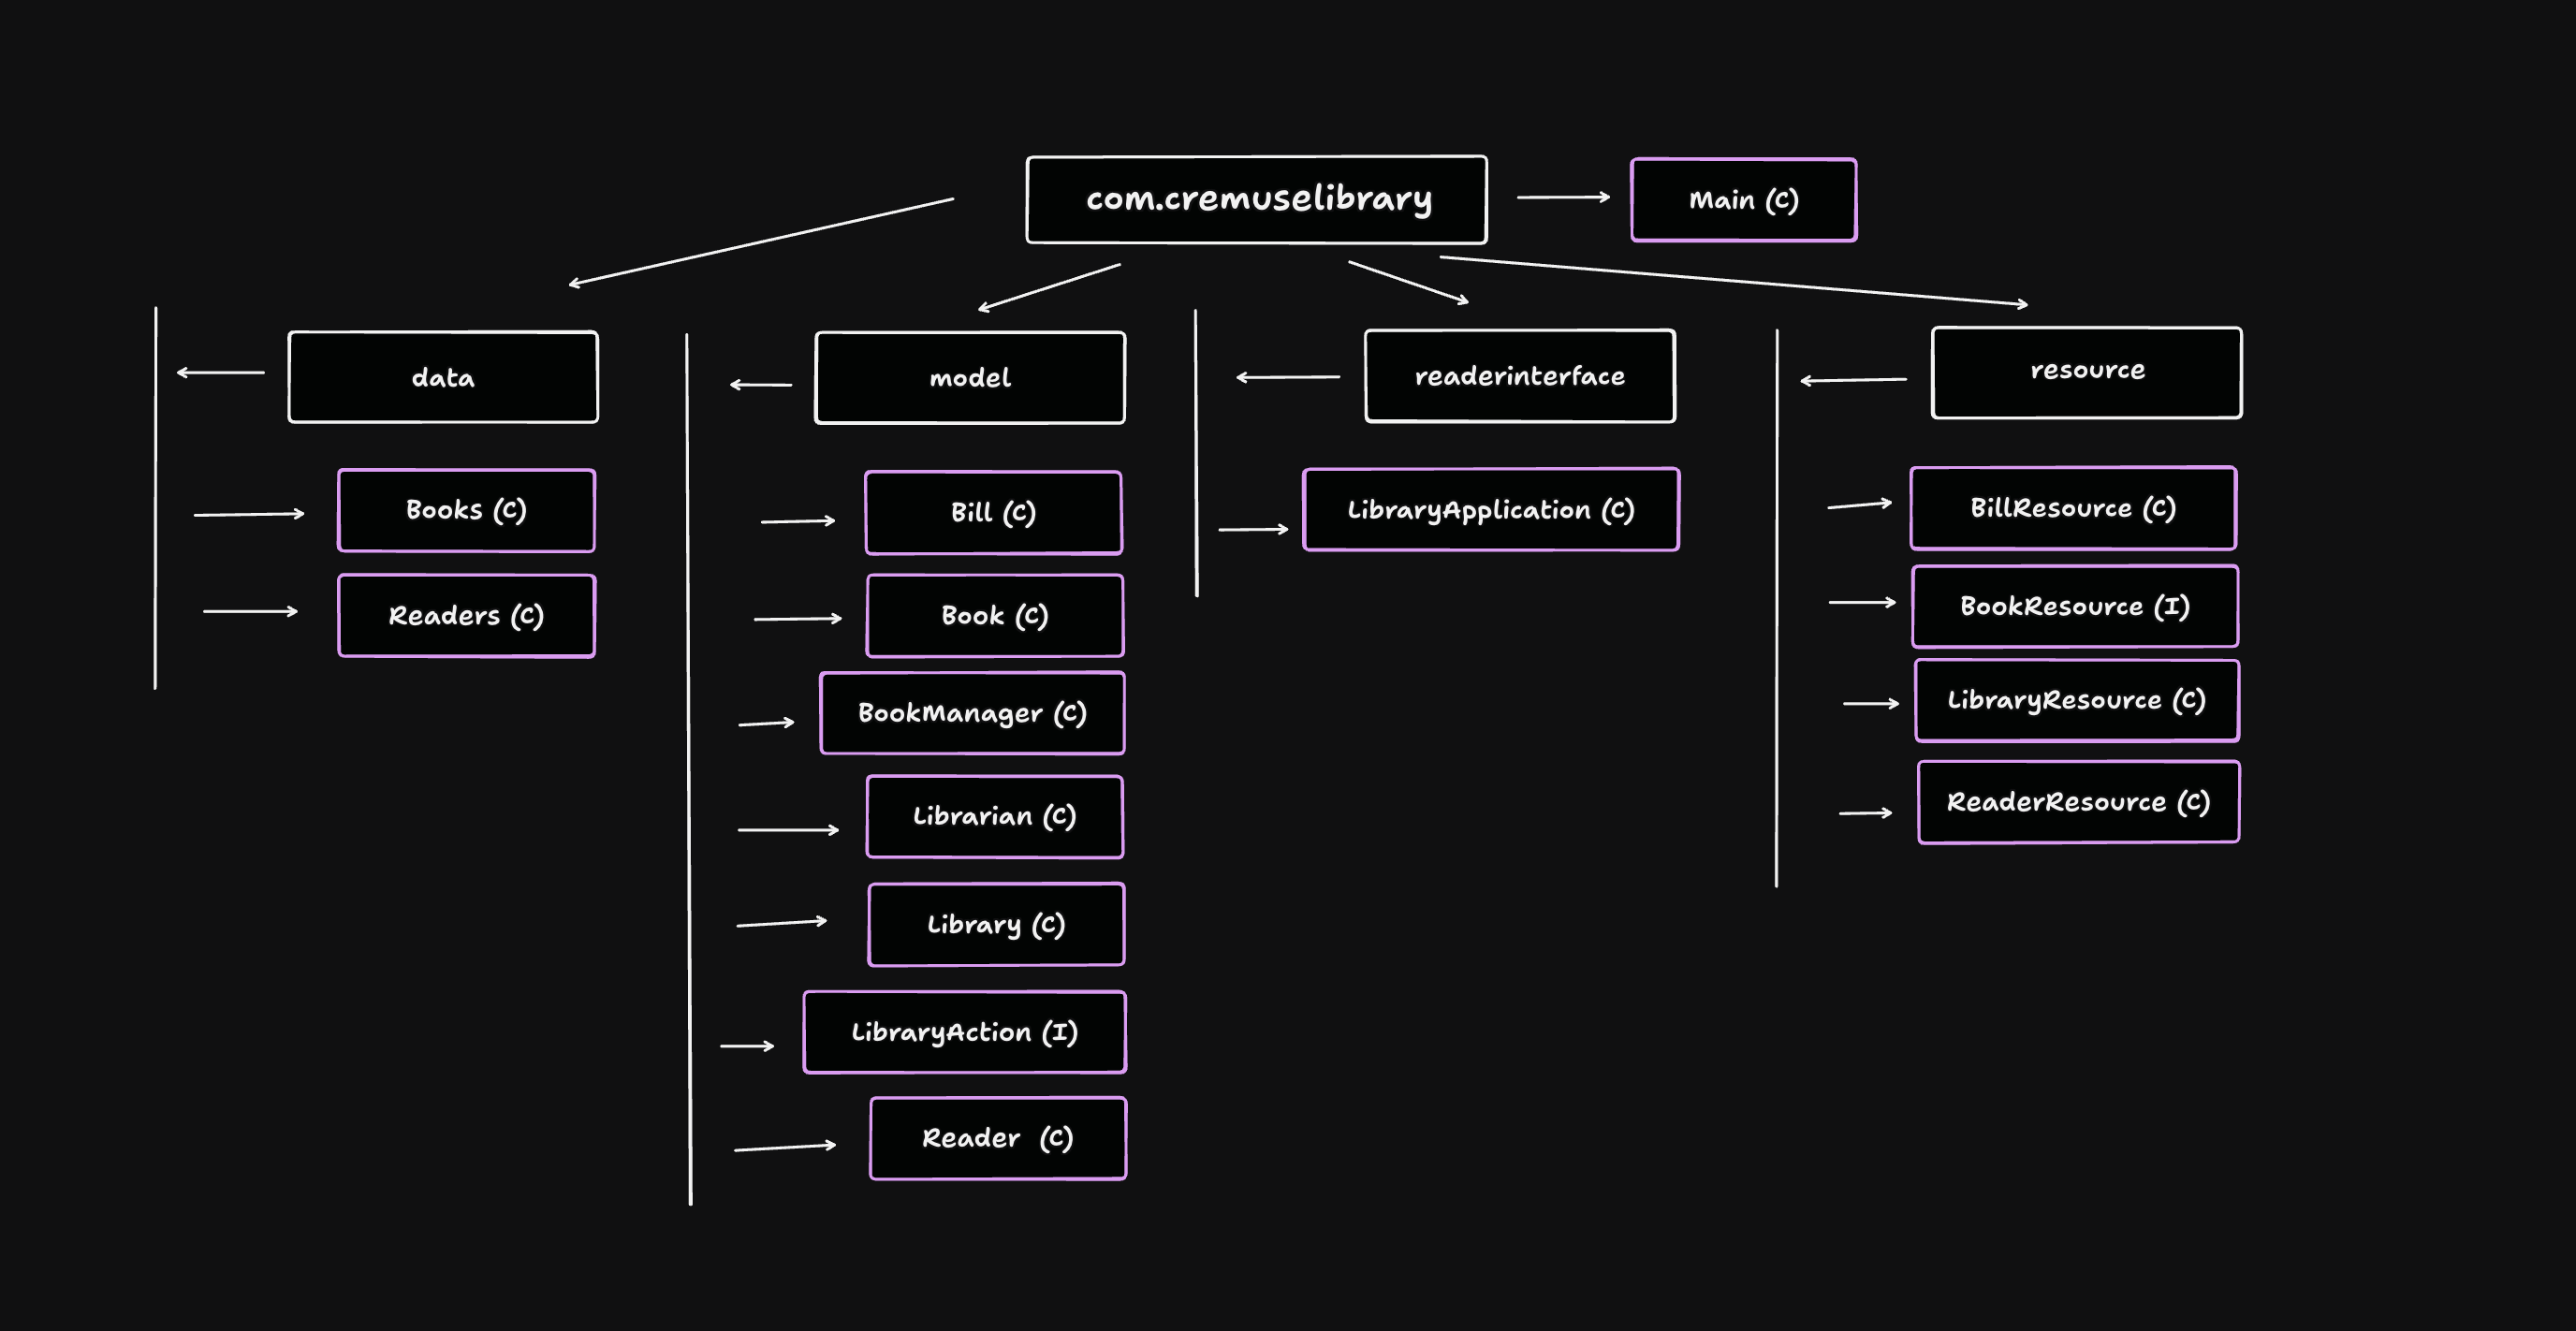 com.cremuselibrary
Main (C)
data
Books (C)
Readers (C)
model
Bill (C)
Book (C)
BookManager (C)
Librarian (C)
Library (C)
LibraryAction (I)
Reader (C)
readerinterface
LibraryApplication (C)
resource
BillResource (C)
BookResource (I)
LibraryResource (C)
ReaderResource (C)